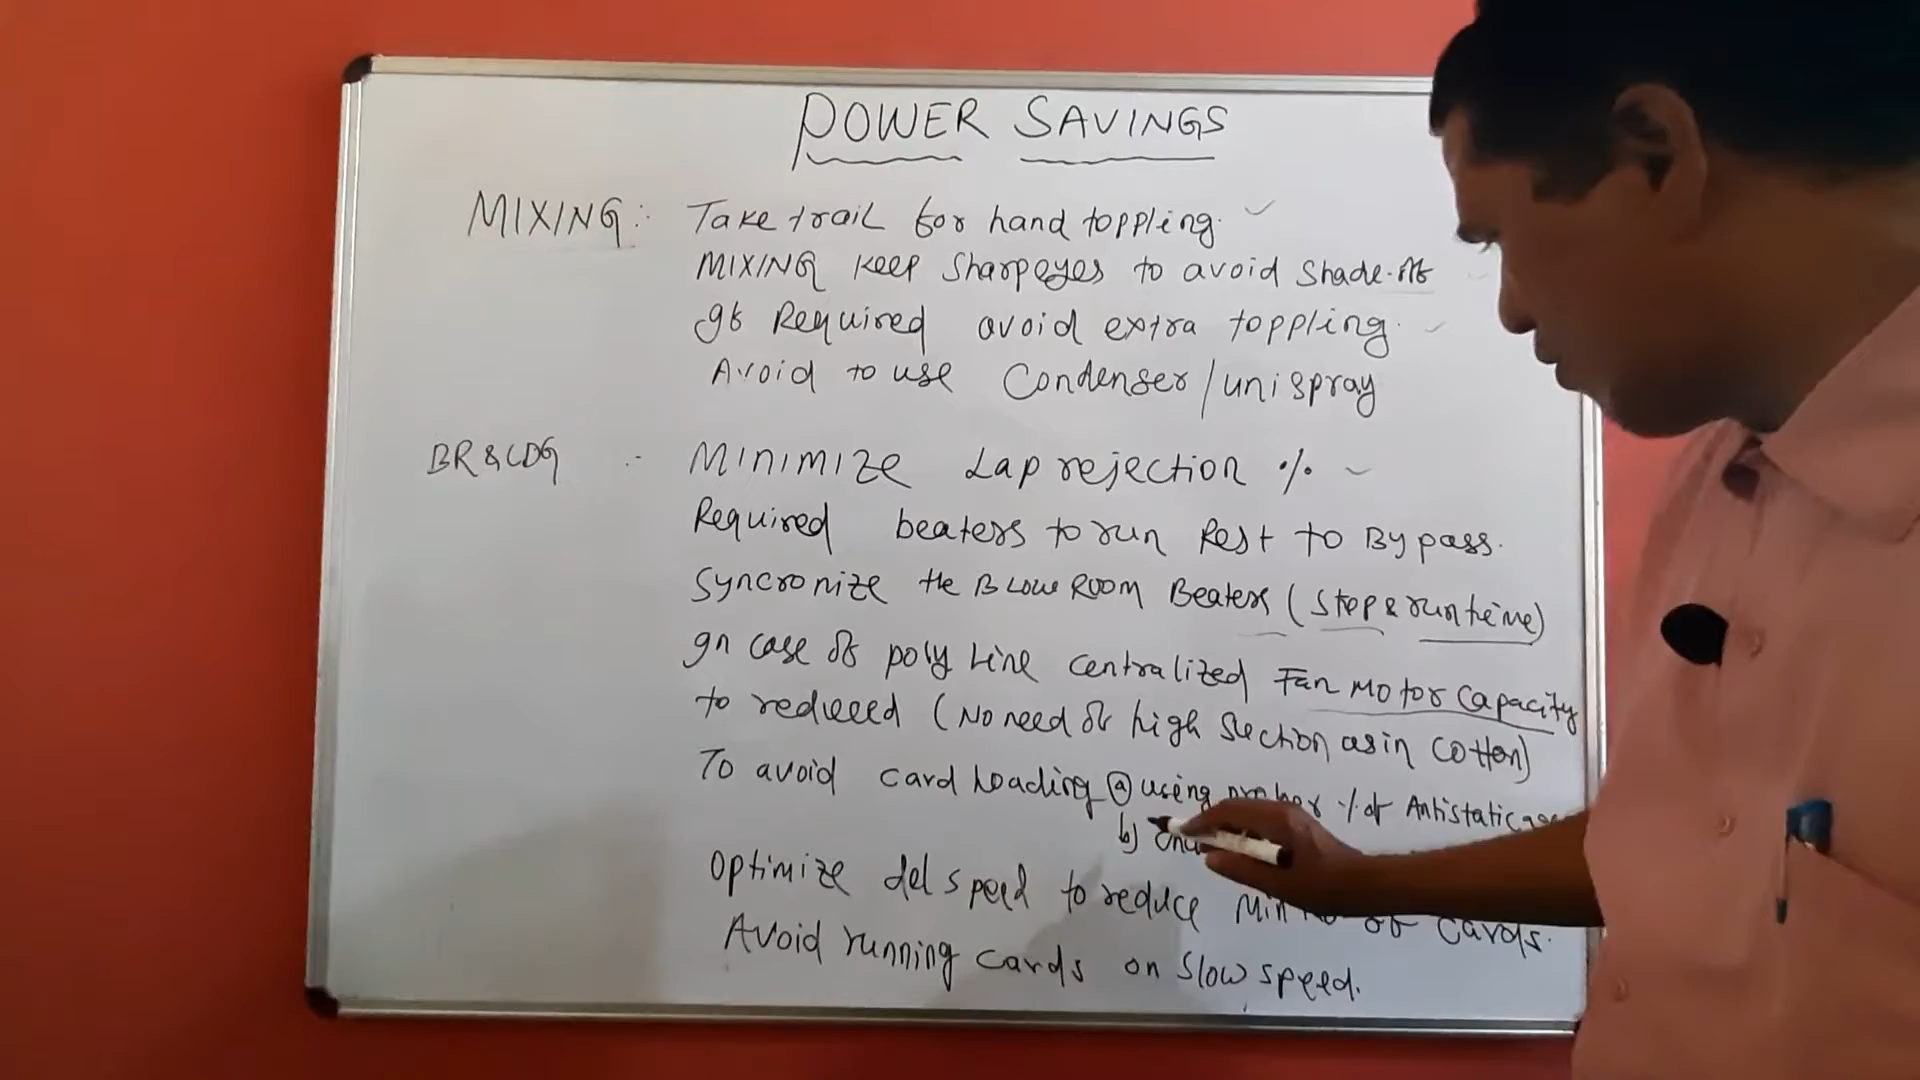 POWER SAVINGS
MIXING:- Take trail for hand toppling.
MIXING keep sharpeyes to avoid shade.
If Required avoid extra toppling.
Avoid to use Condenser/unispray
BR & CDG :- Minimize Lap rejection %
Required beaters to run Rest to By pass.
Syncronize the Blow ROOM Beaters (Stop & run time)
In case of poly Line centralized Fan Motor Capacity
to reduced (No need of high Suction as in Cotton)
To avoid card Loading @ using % of Antistatic
b)
Optimize del speed to reduce Min of Cards.
Avoid running cards on slow speed.